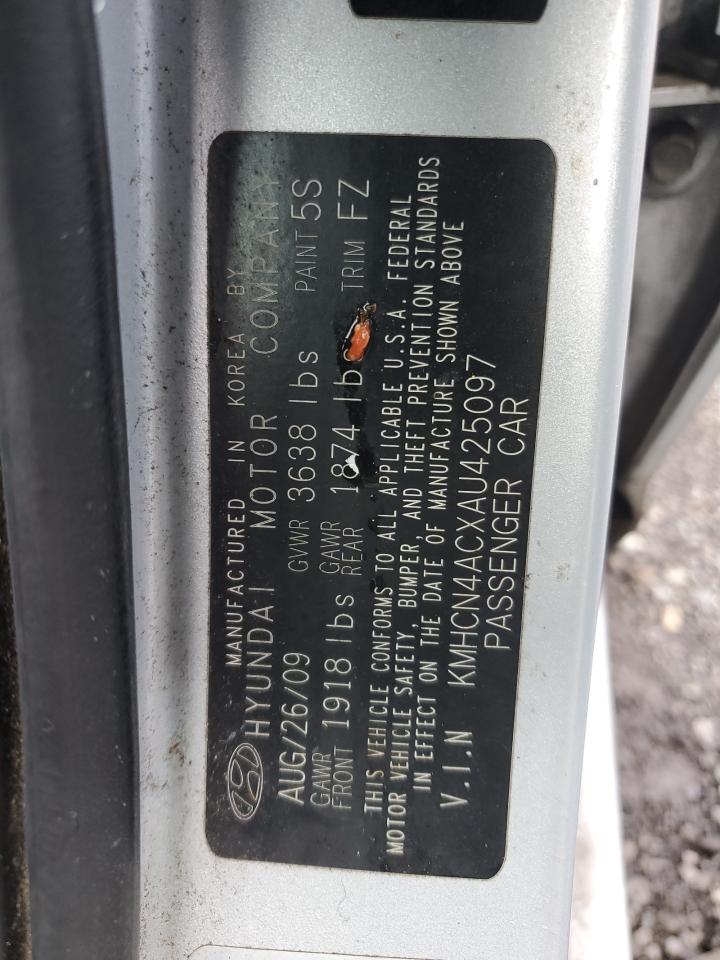 MANUFACTURED IN KOREA BY
HYUNDAI MOTOR COMPANY
AUG/26/09 GVWR 3638 lbs PAINT 5S
GAWR FRONT 1918 lbs GAWR REAR 1874 lb TRIM FZ
THIS VEHICLE CONFORMS TO ALL APPLICABLE U.S.A. FEDERAL
MOTOR VEHICLE SAFETY, BUMPER, AND THEFT PREVENTION STANDARDS
IN EFFECT ON THE DATE OF MANUFACTURE SHOWN ABOVE
V.I.N KMHCN4ACXAU425097
PASSENGER CAR